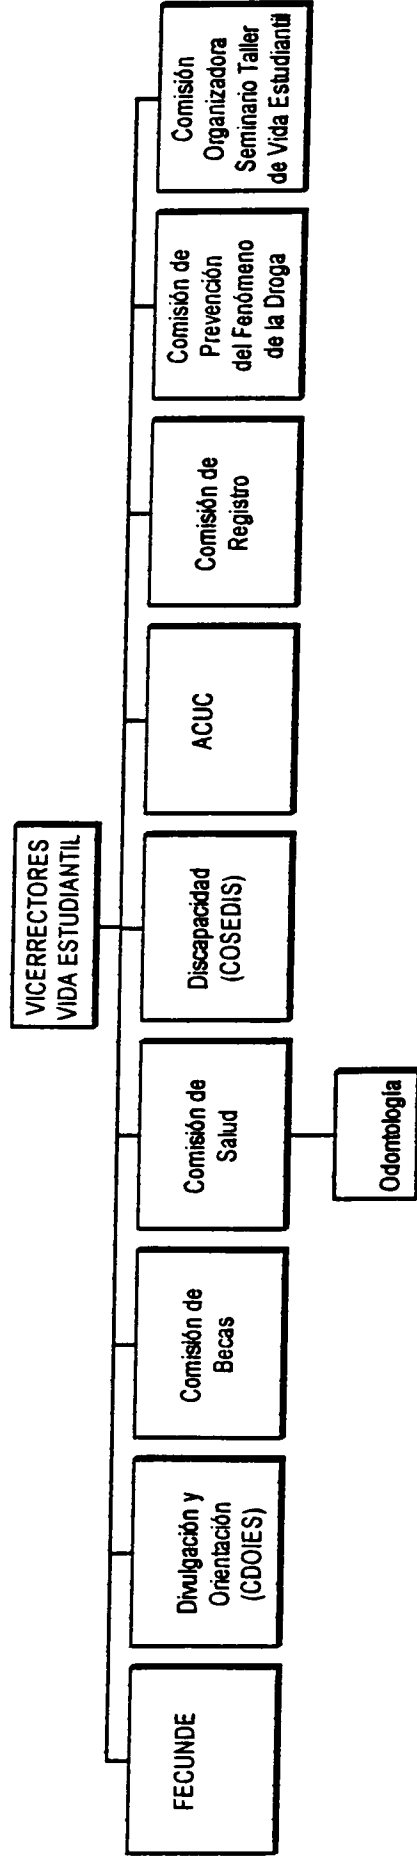 VICERRECTORES
VIDA ESTUDIANTIL
FECUNDE
Divulgación y
Orientación
(CDOIES)
Comisión de
Becas
Comisión de
Salud
Discapacidad
(COSEDIS)
ACUC
Comisión de
Registro
Comisión de
Prevención
del Fenómeno
de la Droga
Comisión
Organizadora
Seminario Taller
de Vida Estudiantil
Odontología